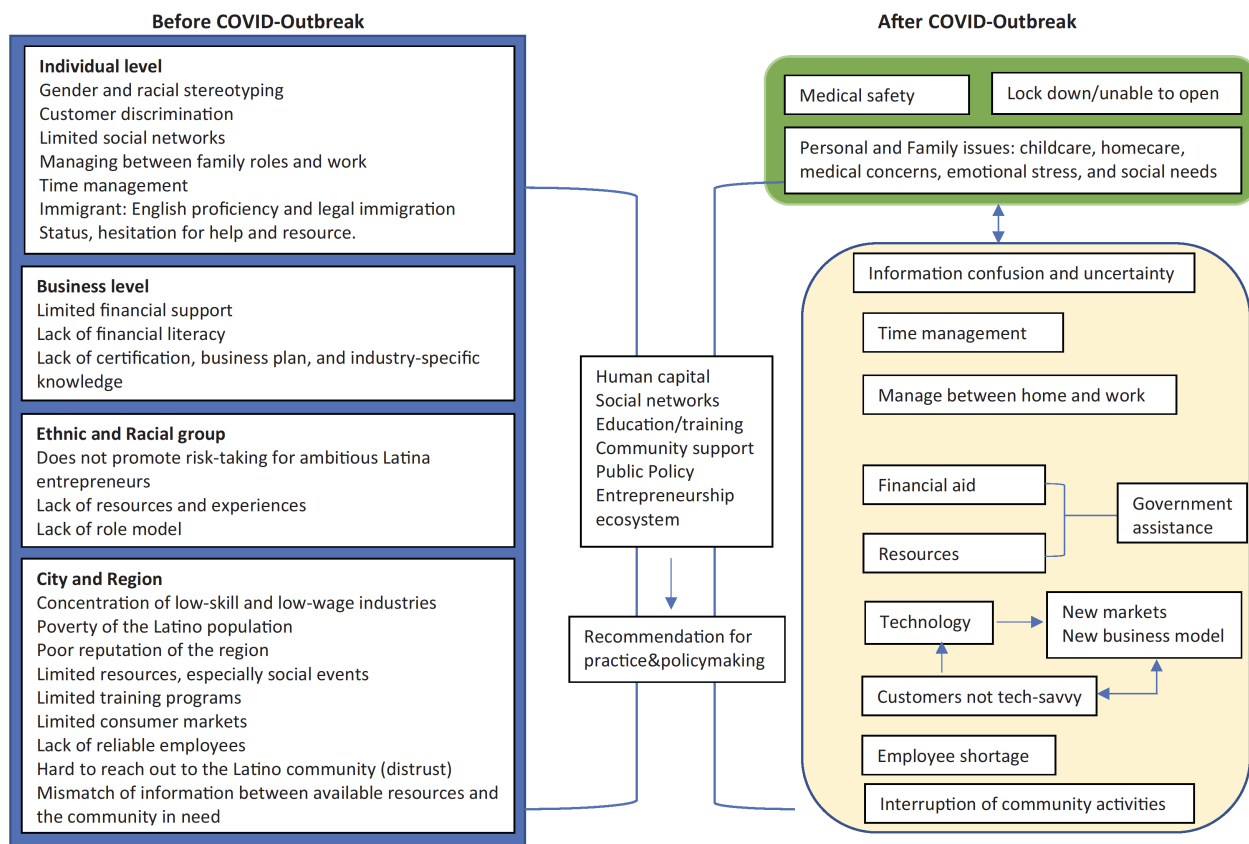 Before COVID-Outbreak
Individual level
Gender and racial stereotyping
Customer discrimination
Limited social networks
Managing between family roles and work
Time management
Immigrant: English proficiency and legal immigration
Status, hesitation for help and resource.
Business level
Limited financial support
Lack of financial literacy
Lack of certification, business plan, and industry-specific
knowledge
Ethnic and Racial group
Does not promote risk-taking for ambitious Latina
entrepreneurs
Lack of resources and experiences
Lack of role model
City and Region
Concentration of low-skill and low-wage industries
Poverty of the Latino population
Poor reputation of the region
Limited resources, especially social events
Limited training programs
Limited consumer markets
Lack of reliable employees
Hard to reach out to the Latino community (distrust)
Mismatch of information between available resources and
the community in need
Human capital
Social networks
Education/training
Community support
Public Policy
Entrepreneurship
ecosystem
Recommendation for
practice&policymaking
After COVID-Outbreak
Medical safety
Lock down/unable to open
Personal and Family issues: childcare, homecare,
medical concerns, emotional stress, and social needs
Information confusion and uncertainty
Time management
Manage between home and work
Financial aid
Resources
Government
assistance
Technology
New markets
New business model
Customers not tech-savvy
Employee shortage
Interruption of community activities